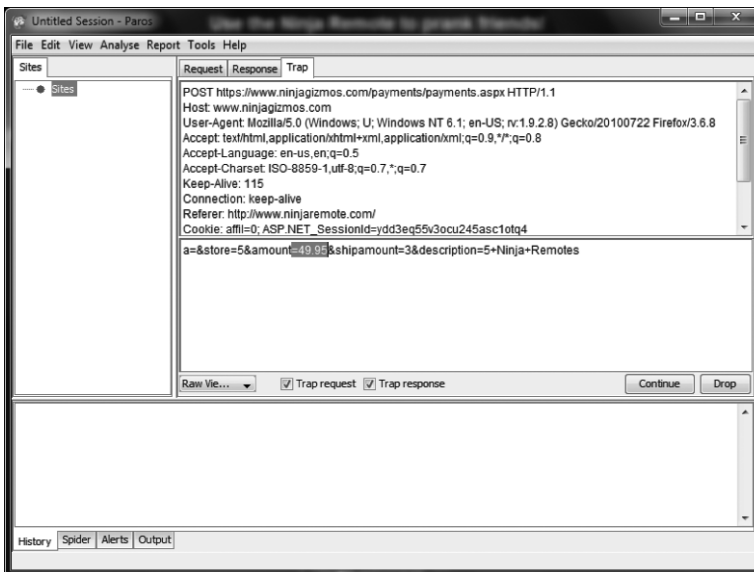 Untitled Session - Paros
Use the Ninja Remote to prank friends!
File Edit View Analyse Report Tools Help
Sites
Request Response Trap
Sites
POST https://www.ninjagizmos.com/payments/payments.aspx HTTP/1.1
Host: www.ninjagizmos.com
User-Agent: Mozilla/5.0 (Windows; U; Windows NT 6.1; en-US; rv:1.9.2.8) Gecko/20100722 Firefox/3.6.8
Accept: text/html,application/xhtml+xml,application/xml;q=0.9,*/*;q=0.8
Accept-Language: en-us,en;q=0.5
Accept-Charset: ISO-8859-1,utf-8;q=0.7,*;q=0.7
Keep-Alive: 115
Connection: keep-alive
Referer: http://www.ninjaremote.com/
Cookie: affil=0; ASP.NET_SessionId=ydd3eq55v3ocu245asc1otq4
a=&store=5&amount=49.95&shipamount=3&description=5+Ninja+Remotes
Raw Vie... Trap request Trap response Continue Drop
History Spider Alerts Output